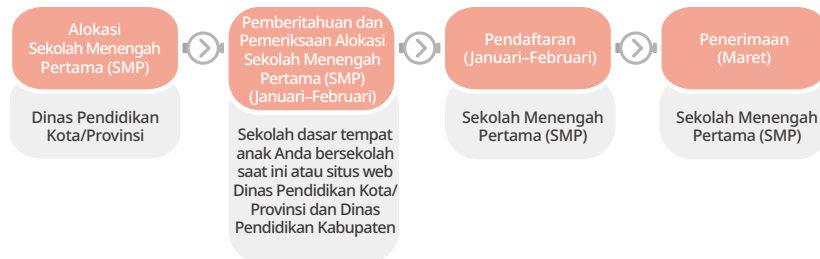 Alokasi
Sekolah Menengah
Pertama (SMP)
Dinas Pendidikan
Kota/Provinsi
Pemberitahuan dan
Pemeriksaan Alokasi
Sekolah Menengah
Pertama (SMP)
(Januari–Februari)
Sekolah dasar tempat
anak Anda bersekolah
saat ini atau situs web
Dinas Pendidikan Kota/
Provinsi dan Dinas
Pendidikan Kabupaten
Pendaftaran
(Januari–Februari)
Sekolah Menengah
Pertama (SMP)
Penerimaan
(Maret)
Sekolah Menengah
Pertama (SMP)